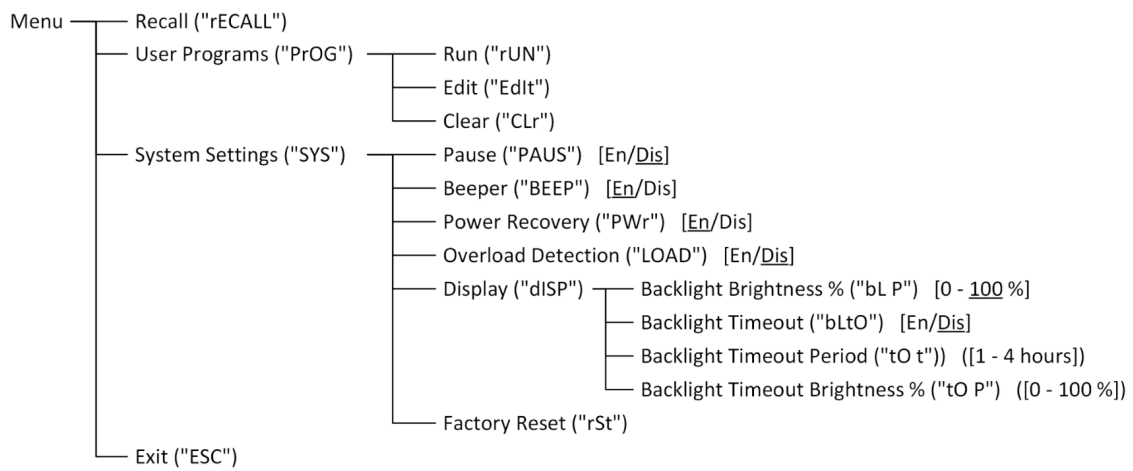 Menu Recall ("rECALL")
User Programs ("PrOG") Run ("rUN")
Edit ("EdIt")
Clear ("CLr")
System Settings ("SYS") Pause ("PAUS") [En/Dis]
Beeper ("BEEP") [En/Dis]
Power Recovery ("PWr") [En/Dis]
Overload Detection ("LOAD") [En/Dis]
Display ("dISP") Backlight Brightness % ("bL P") [0 - 100 %]
Backlight Timeout ("bLtO") [En/Dis]
Backlight Timeout Period ("tO t")) ([1 - 4 hours])
Backlight Timeout Brightness % ("tO P") ([0 - 100 %])
Factory Reset ("rSt")
Exit ("ESC")